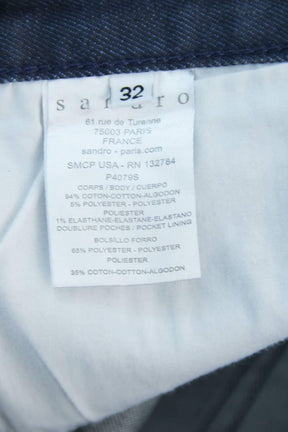 32
sandro
61 rue de Turenne
75003 PARIS
FRANCE
sandro - paris.com
SMCP USA - RN 132784
P4079S
CORPS / BODY / CUERPO
94% COTON-COTTON-ALGODON
5% POLYESTER - POLYESTER
POLIESTER
1% ELASTHANE-ELASTANE-ELASTANO
DOUBLURE POCHES / POCKET LINING
BOLSILLO FORRO
65% POLYESTER - POLYESTER
POLIESTER
35% COTON-COTTON-ALGODON